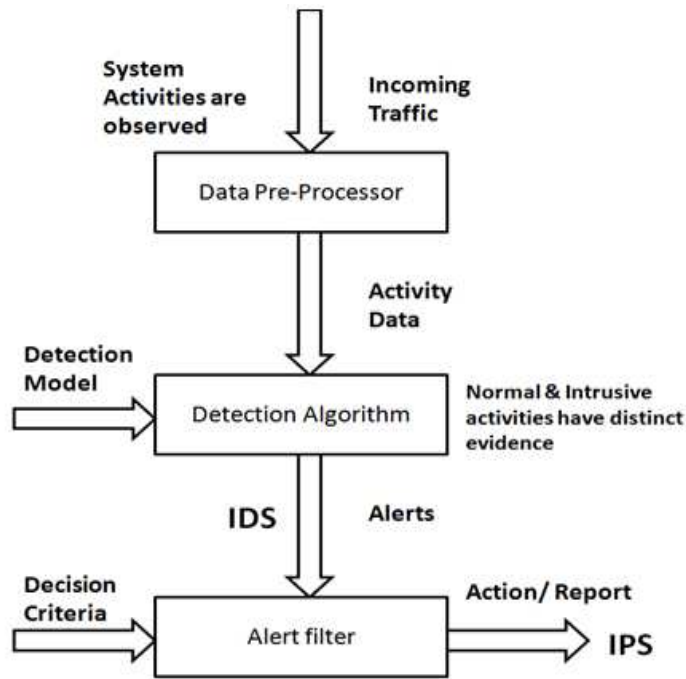 System
Activities are
observed
Incoming
Traffic
Data Pre-Processor
Activity
Data
Detection
Model
Detection Algorithm
Normal & Intrusive
activities have distinct
evidence
IDS
Alerts
Decision
Criteria
Alert filter
Action/ Report
IPS